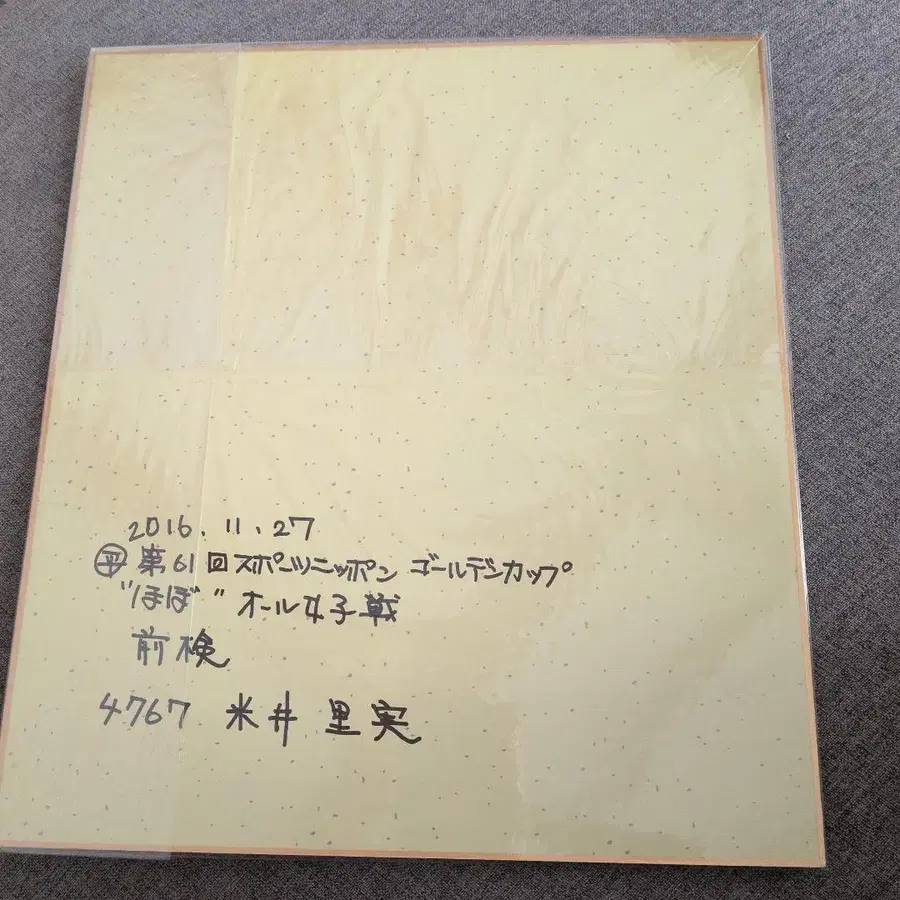 2016.11.27
㊥ 第61回スポーツニッポン ゴールデンカップ
"ほぼ" オール女子戦
前検
4767 米井 里実